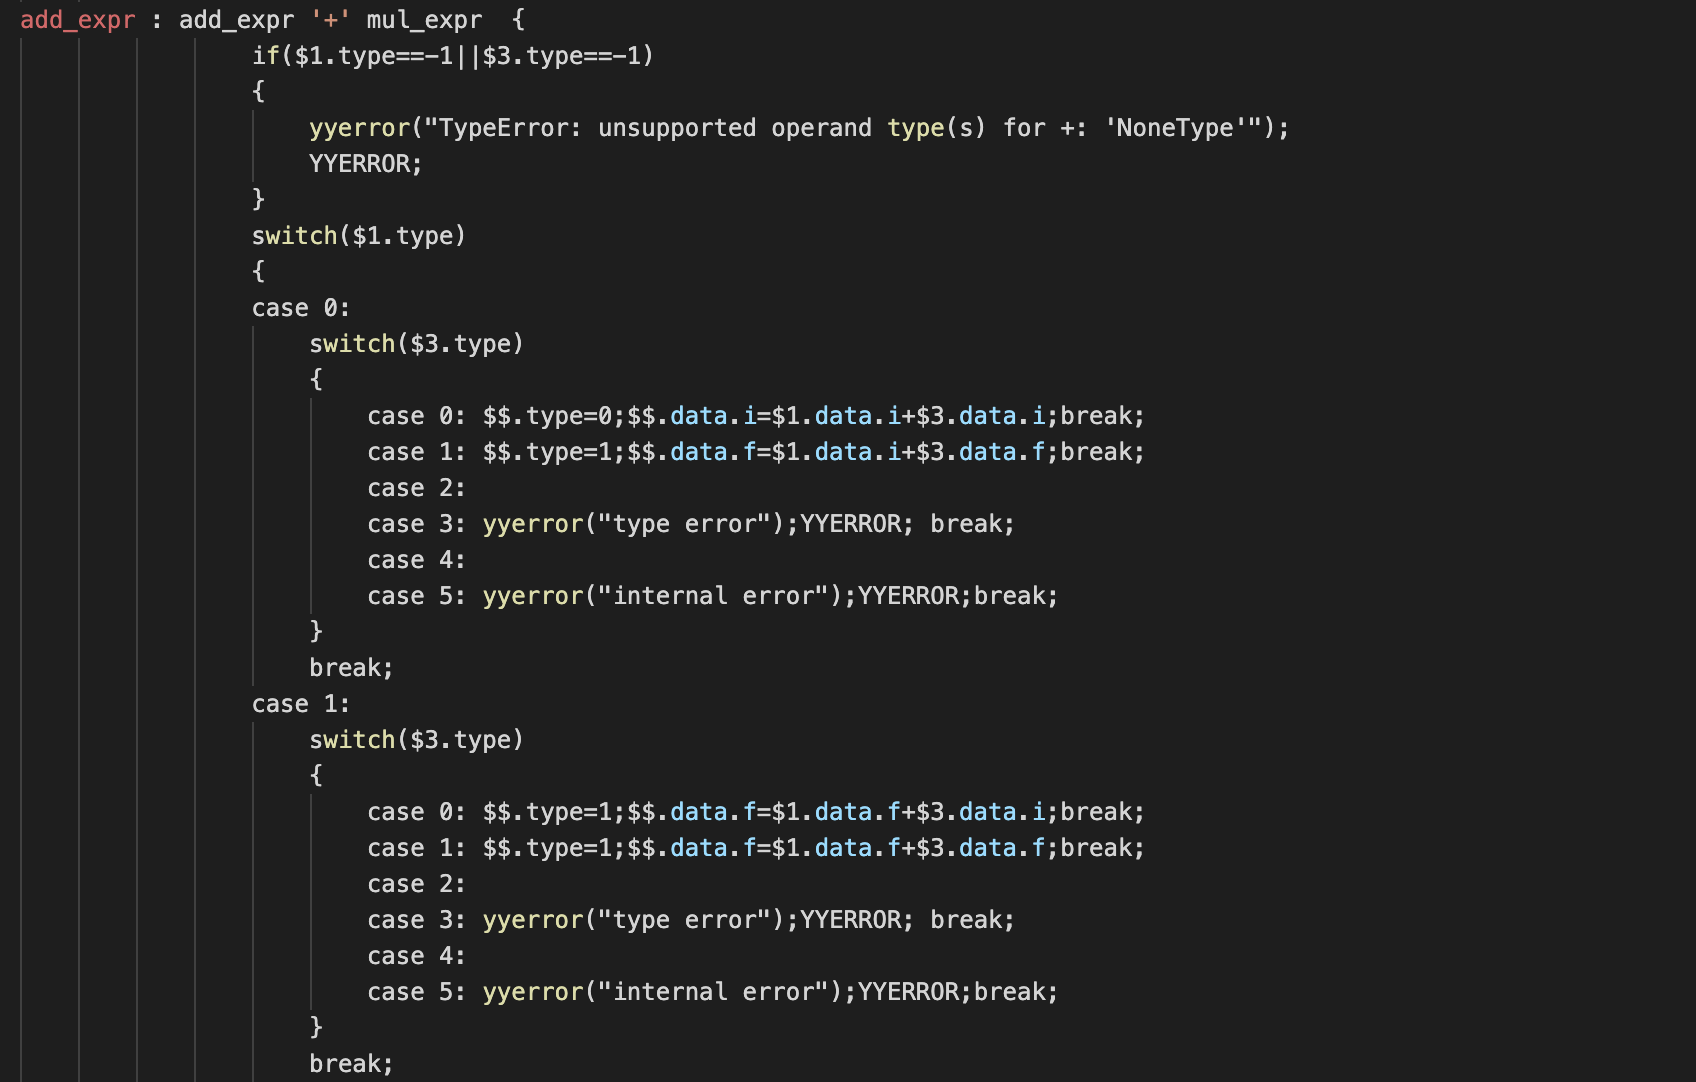 add_expr : add_expr '+' mul_expr  {
if($1.type==-1||$3.type==-1)
{
yyerror("TypeError: unsupported operand type(s) for +: 'NoneType'");
YYERROR;
}
switch($1.type)
{
case 0:
switch($3.type)
{
case 0: $$.type=0;$$.data.i=$1.data.i+$3.data.i;break;
case 1: $$.type=1;$$.data.f=$1.data.i+$3.data.f;break;
case 2:
case 3: yyerror("type error");YYERROR; break;
case 4:
case 5: yyerror("internal error");YYERROR;break;
}
break;
case 1:
switch($3.type)
{
case 0: $$.type=1;$$.data.f=$1.data.f+$3.data.i;break;
case 1: $$.type=1;$$.data.f=$1.data.f+$3.data.f;break;
case 2:
case 3: yyerror("type error");YYERROR; break;
case 4:
case 5: yyerror("internal error");YYERROR;break;
}
break;